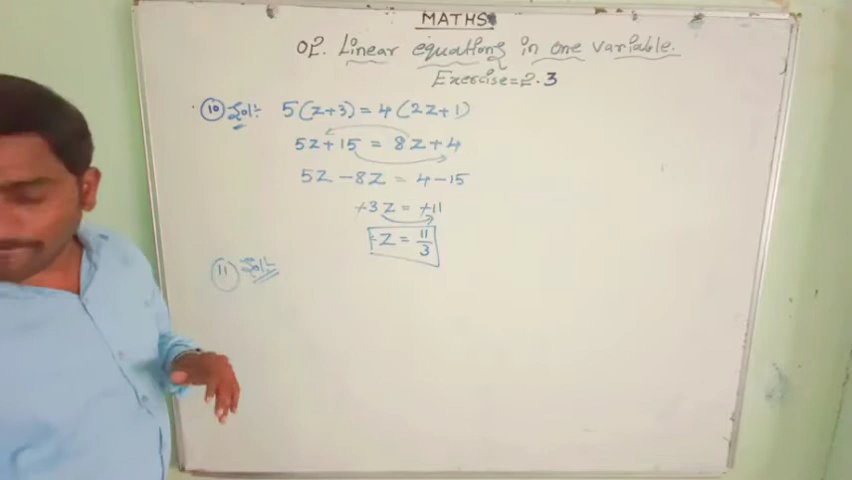 MATHS
02. Linear equations in one variable.
Exercise=2.3
10 Sol:- 5(z+3)=4(2z+1)
5z+15 = 8z+4
5z-8z = 4-15
-3z = -11
z = 11/3
11 Sol:-